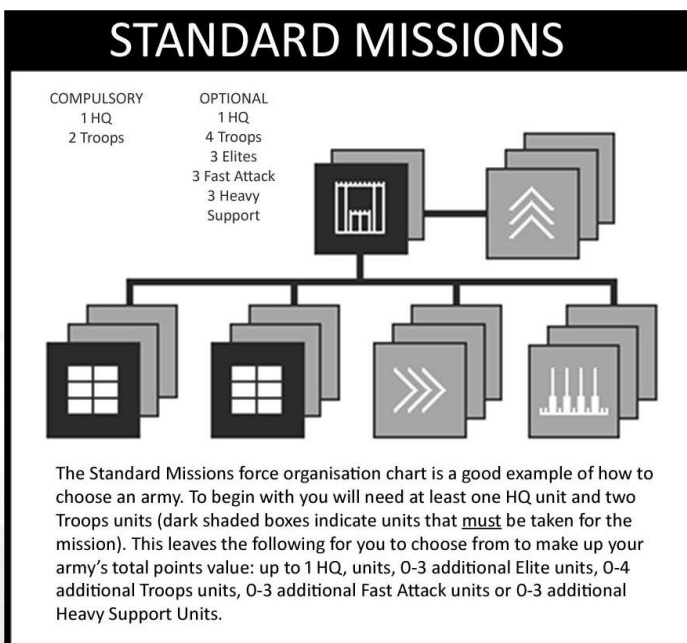 STANDARD MISSIONS
COMPULSORY
1 HQ
2 Troops
OPTIONAL
1 HQ
4 Troops
3 Elites
3 Fast Attack
3 Heavy
Support
The Standard Missions force organisation chart is a good example of how to
choose an army. To begin with you will need at least one HQ unit and two
Troops units (dark shaded boxes indicate units that must be taken for the
mission). This leaves the following for you to choose from to make up your
army’s total points value: up to 1 HQ, units, 0-3 additional Elite units, 0-4
additional Troops units, 0-3 additional Fast Attack units or 0-3 additional
Heavy Support Units.